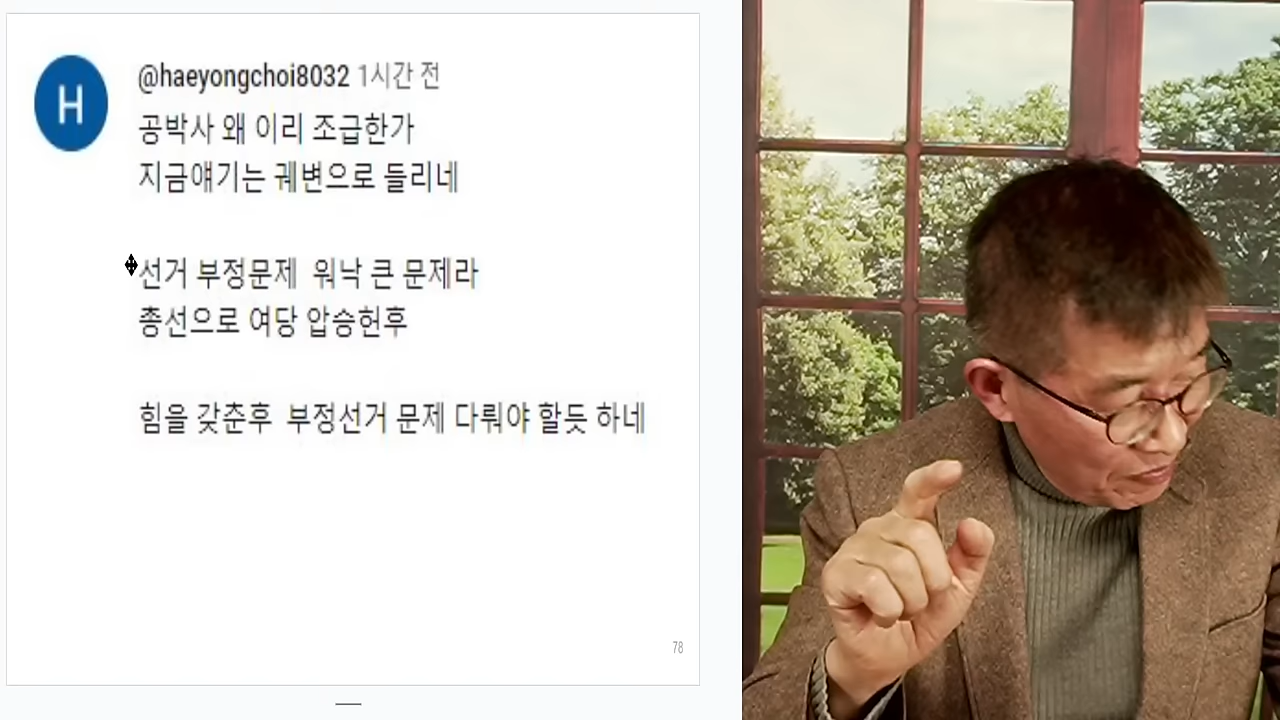 H
@haeyongchoi8032 1시간 전
공박사 왜 이리 조급한가
지금얘기는 궤변으로 들리네
선거 부정문제 워낙 큰 문제라
총선으로 여당 압승헌후
힘을 갖춘후 부정선거 문제 다뤄야 할듯 하네
78